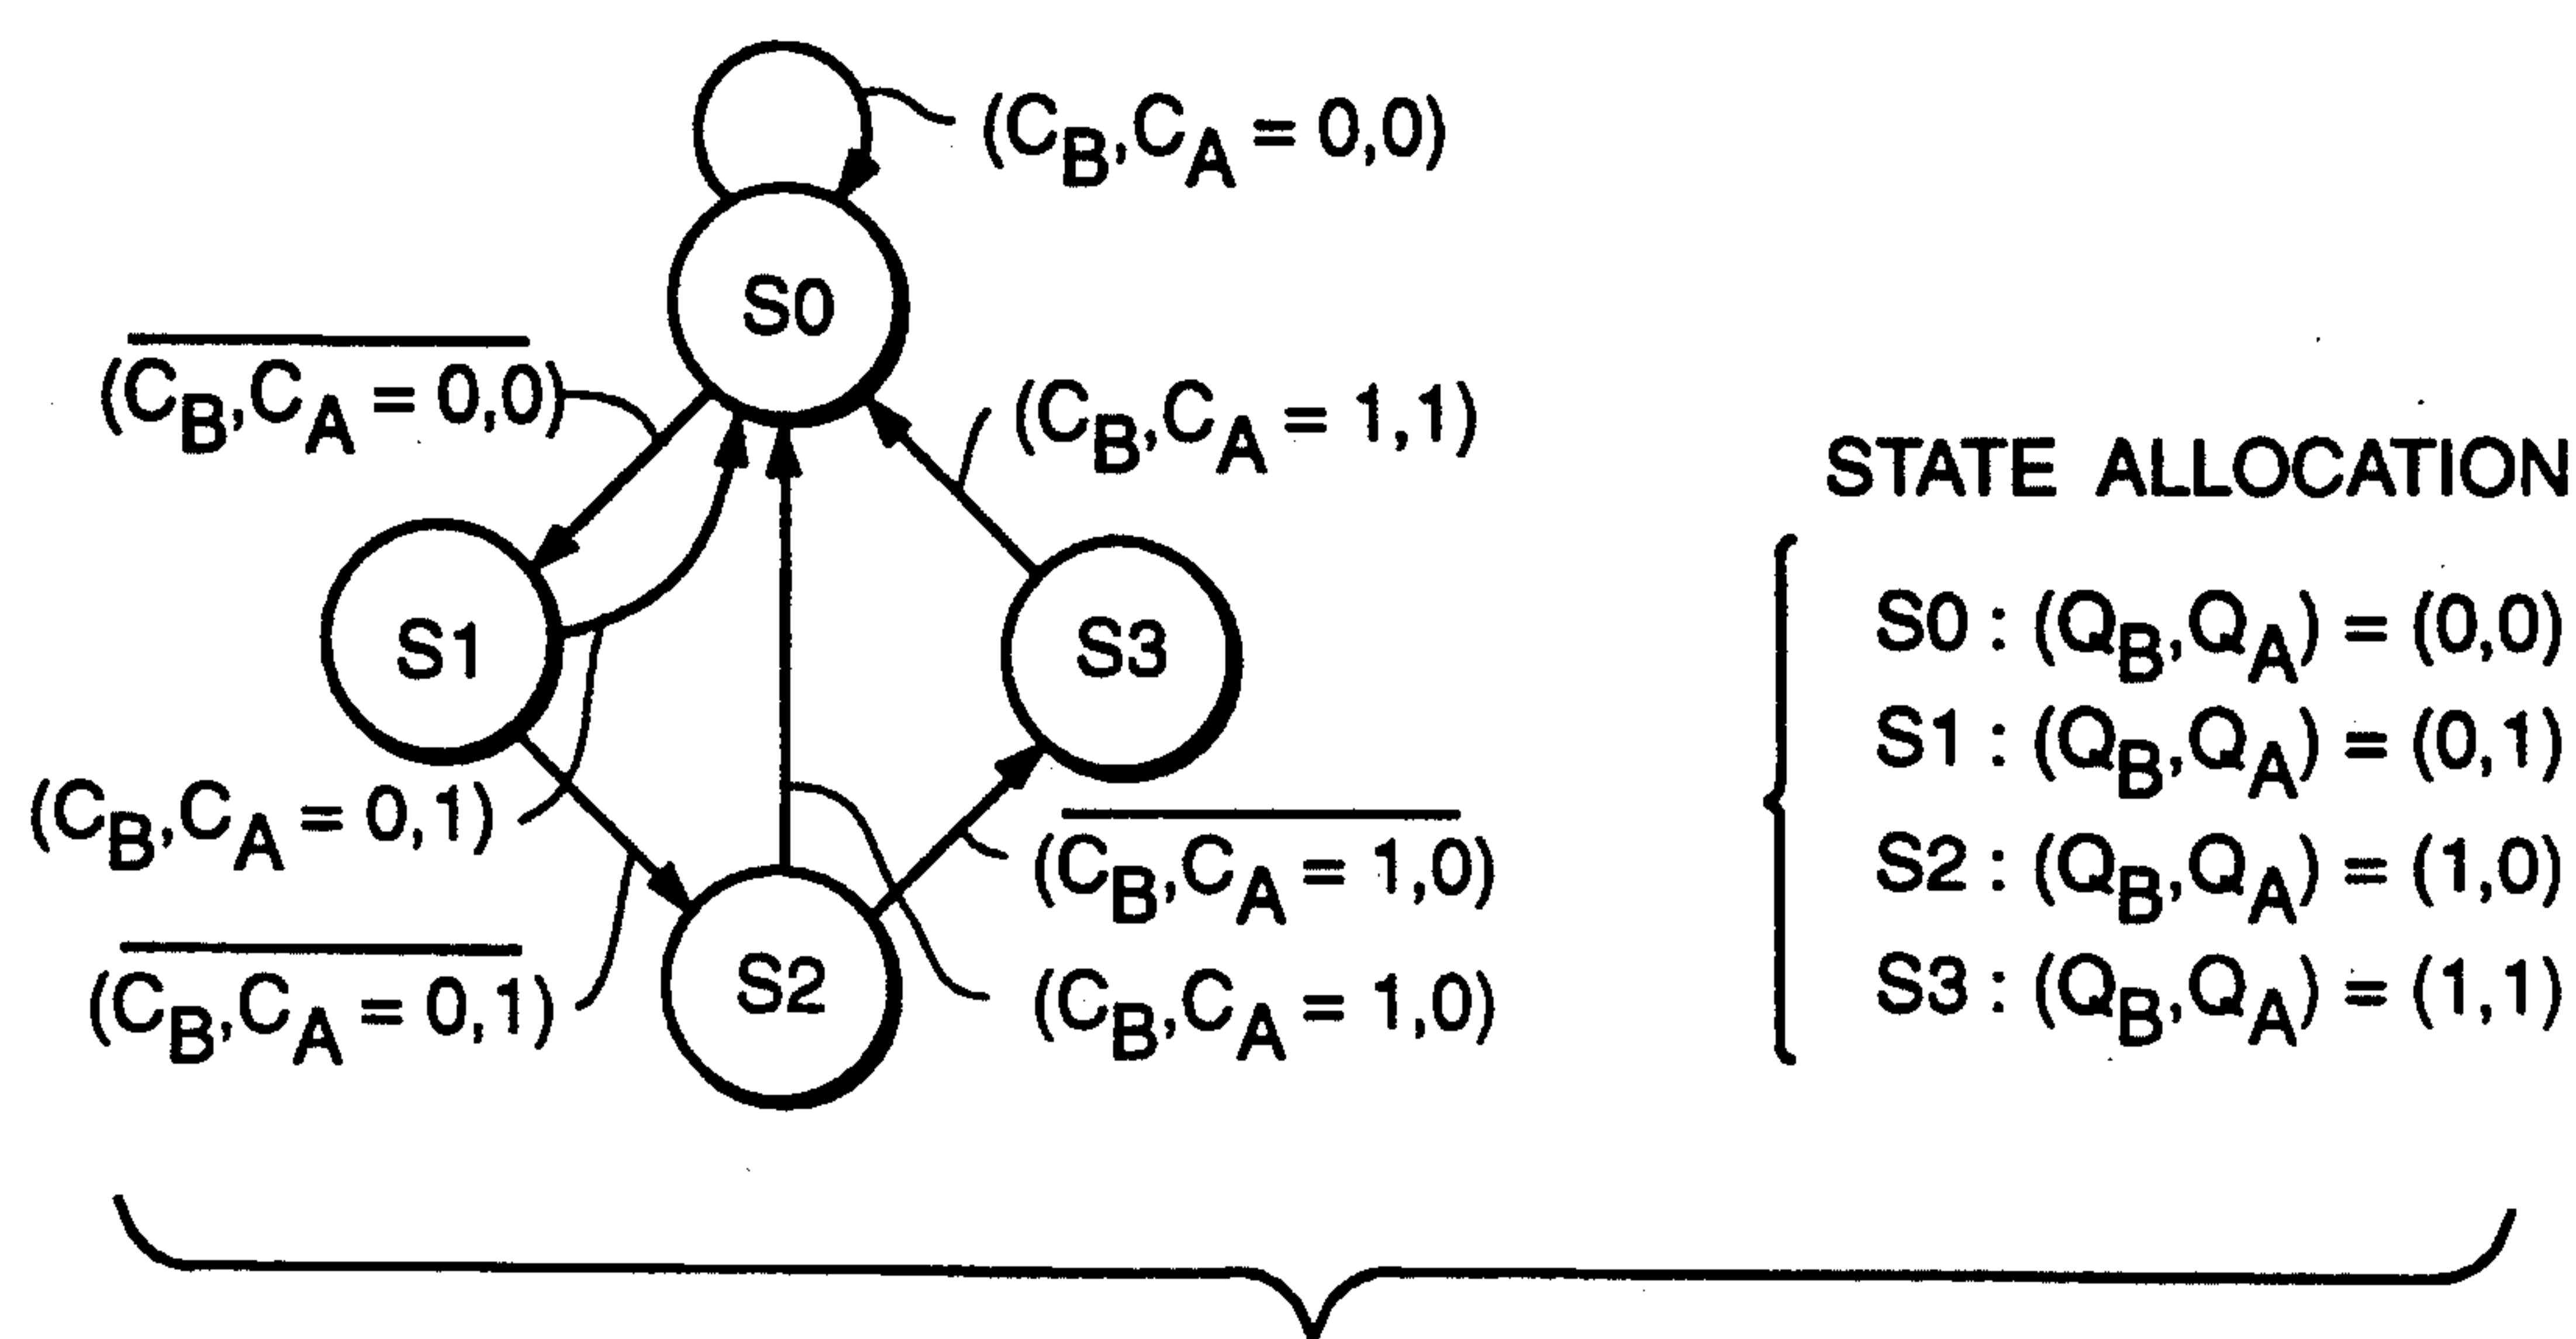 (C_B,C_A = 0,0)
S0
(C_B,C_A = 0,0)
(C_B,C_A = 1,1)
S1
S3
(C_B,C_A = 0,1)
(C_B,C_A = 1,0)
S2
(C_B,C_A = 0,1)
(C_B,C_A = 1,0)
STATE ALLOCATION
S0 : (Q_B,Q_A) = (0,0)
S1 : (Q_B,Q_A) = (0,1)
S2 : (Q_B,Q_A) = (1,0)
S3 : (Q_B,Q_A) = (1,1)